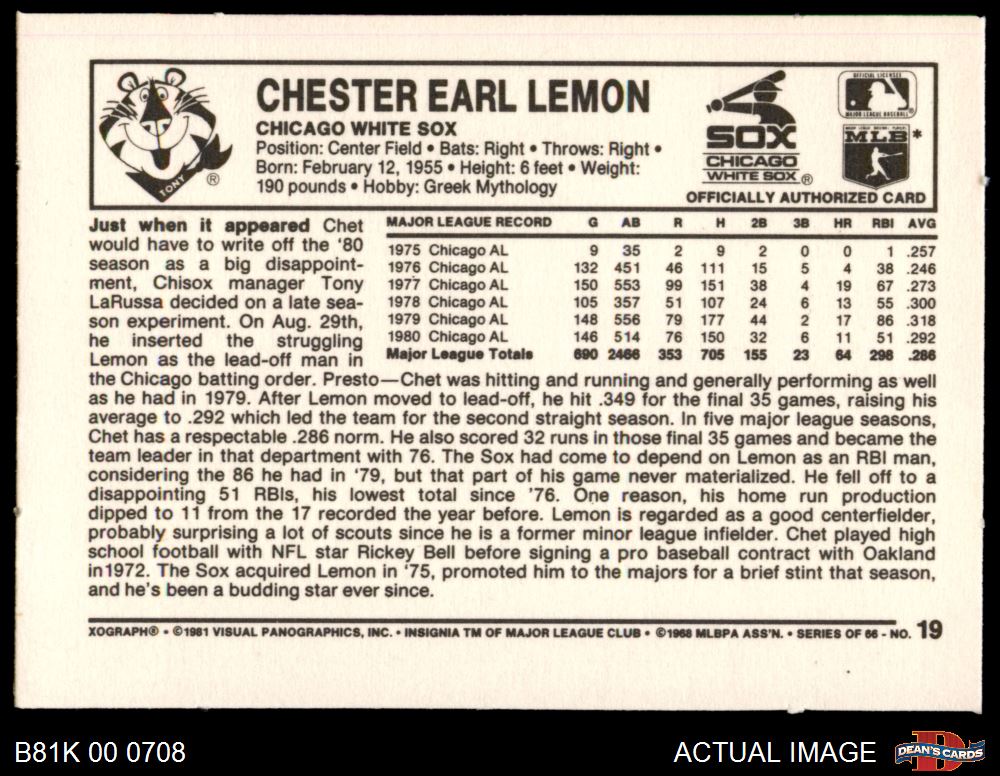 TONY ®
CHESTER EARL LEMON
CHICAGO WHITE SOX
Position: Center Field • Bats: Right • Throws: Right •
Born: February 12, 1955 • Height: 6 feet • Weight:
190 pounds • Hobby: Greek Mythology
SOX
CHICAGO
WHITE SOX ®
OFFICIAL LICENSEE
MAJOR LEAGUE BASEBALL
MLB *
OFFICIALLY AUTHORIZED CARD
Just when it appeared Chet
would have to write off the '80
season as a big disappoint-
ment, Chisox manager Tony
LaRussa decided on a late sea-
son experiment. On Aug. 29th,
he inserted the struggling
Lemon as the lead-off man in
MAJOR LEAGUE RECORD G AB R H 2B 3B HR RBI AVG
1975 Chicago AL 9 35 2 9 2 0 0 1 .257
1976 Chicago AL 132 451 46 111 15 5 4 38 .246
1977 Chicago AL 150 553 99 151 38 4 19 67 .273
1978 Chicago AL 105 357 51 107 24 6 13 55 .300
1979 Chicago AL 148 556 79 177 44 2 17 86 .318
1980 Chicago AL 146 514 76 150 32 6 11 51 .292
Major League Totals 690 2466 353 705 155 23 64 298 .286
the Chicago batting order. Presto—Chet was hitting and running and generally performing as well
as he had in 1979. After Lemon moved to lead-off, he hit .349 for the final 35 games, raising his
average to .292 which led the team for the second straight season. In five major league seasons,
Chet has a respectable .286 norm. He also scored 32 runs in those final 35 games and became the
team leader in that department with 76. The Sox had come to depend on Lemon as an RBI man,
considering the 86 he had in '79, but that part of his game never materialized. He fell off to a
disappointing 51 RBIs, his lowest total since '76. One reason, his home run production
dipped to 11 from the 17 recorded the year before. Lemon is regarded as a good centerfielder,
probably surprising a lot of scouts since he is a former minor league infielder. Chet played high
school football with NFL star Rickey Bell before signing a pro baseball contract with Oakland
in1972. The Sox acquired Lemon in '75, promoted him to the majors for a brief stint that season,
and he's been a budding star ever since.
XOGRAPH® • ©1981 VISUAL PANOGRAPHICS, INC. • INSIGNIA TM OF MAJOR LEAGUE CLUB • ©1968 MLBPA ASS'N. • SERIES OF 66 - NO. 19
B81K 00 0708
ACTUAL IMAGE
DEAN'S CARDS